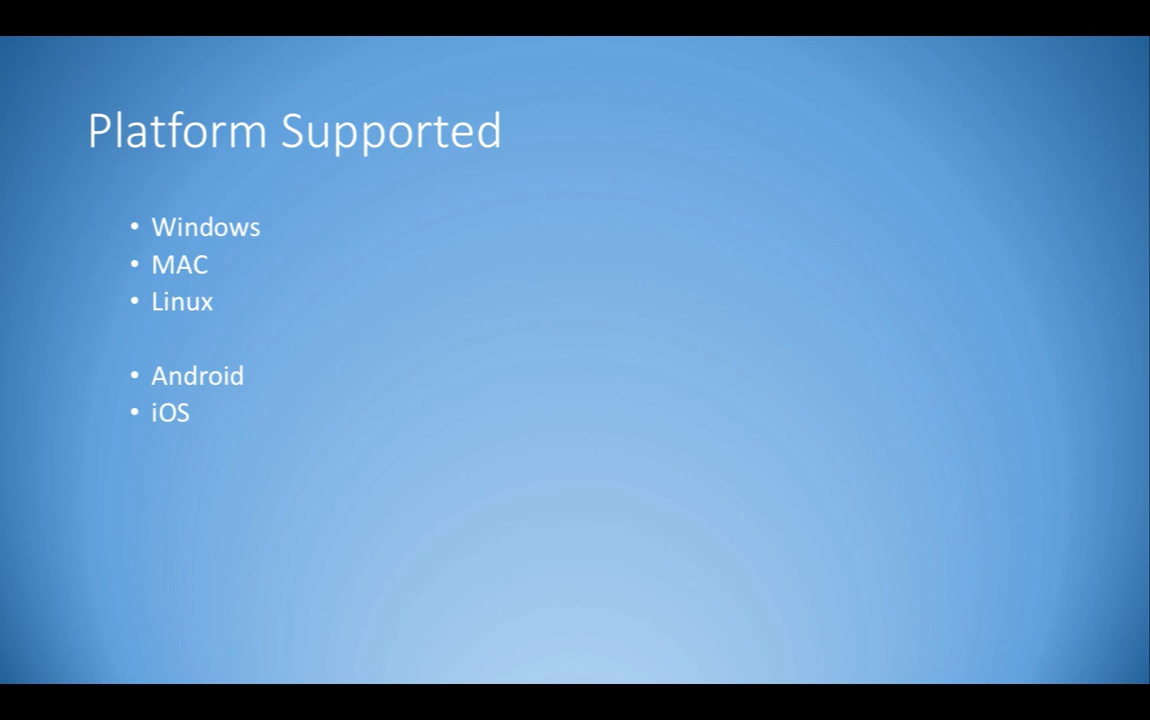 Platform Supported
• Windows
• MAC
• Linux
• Android
• iOS